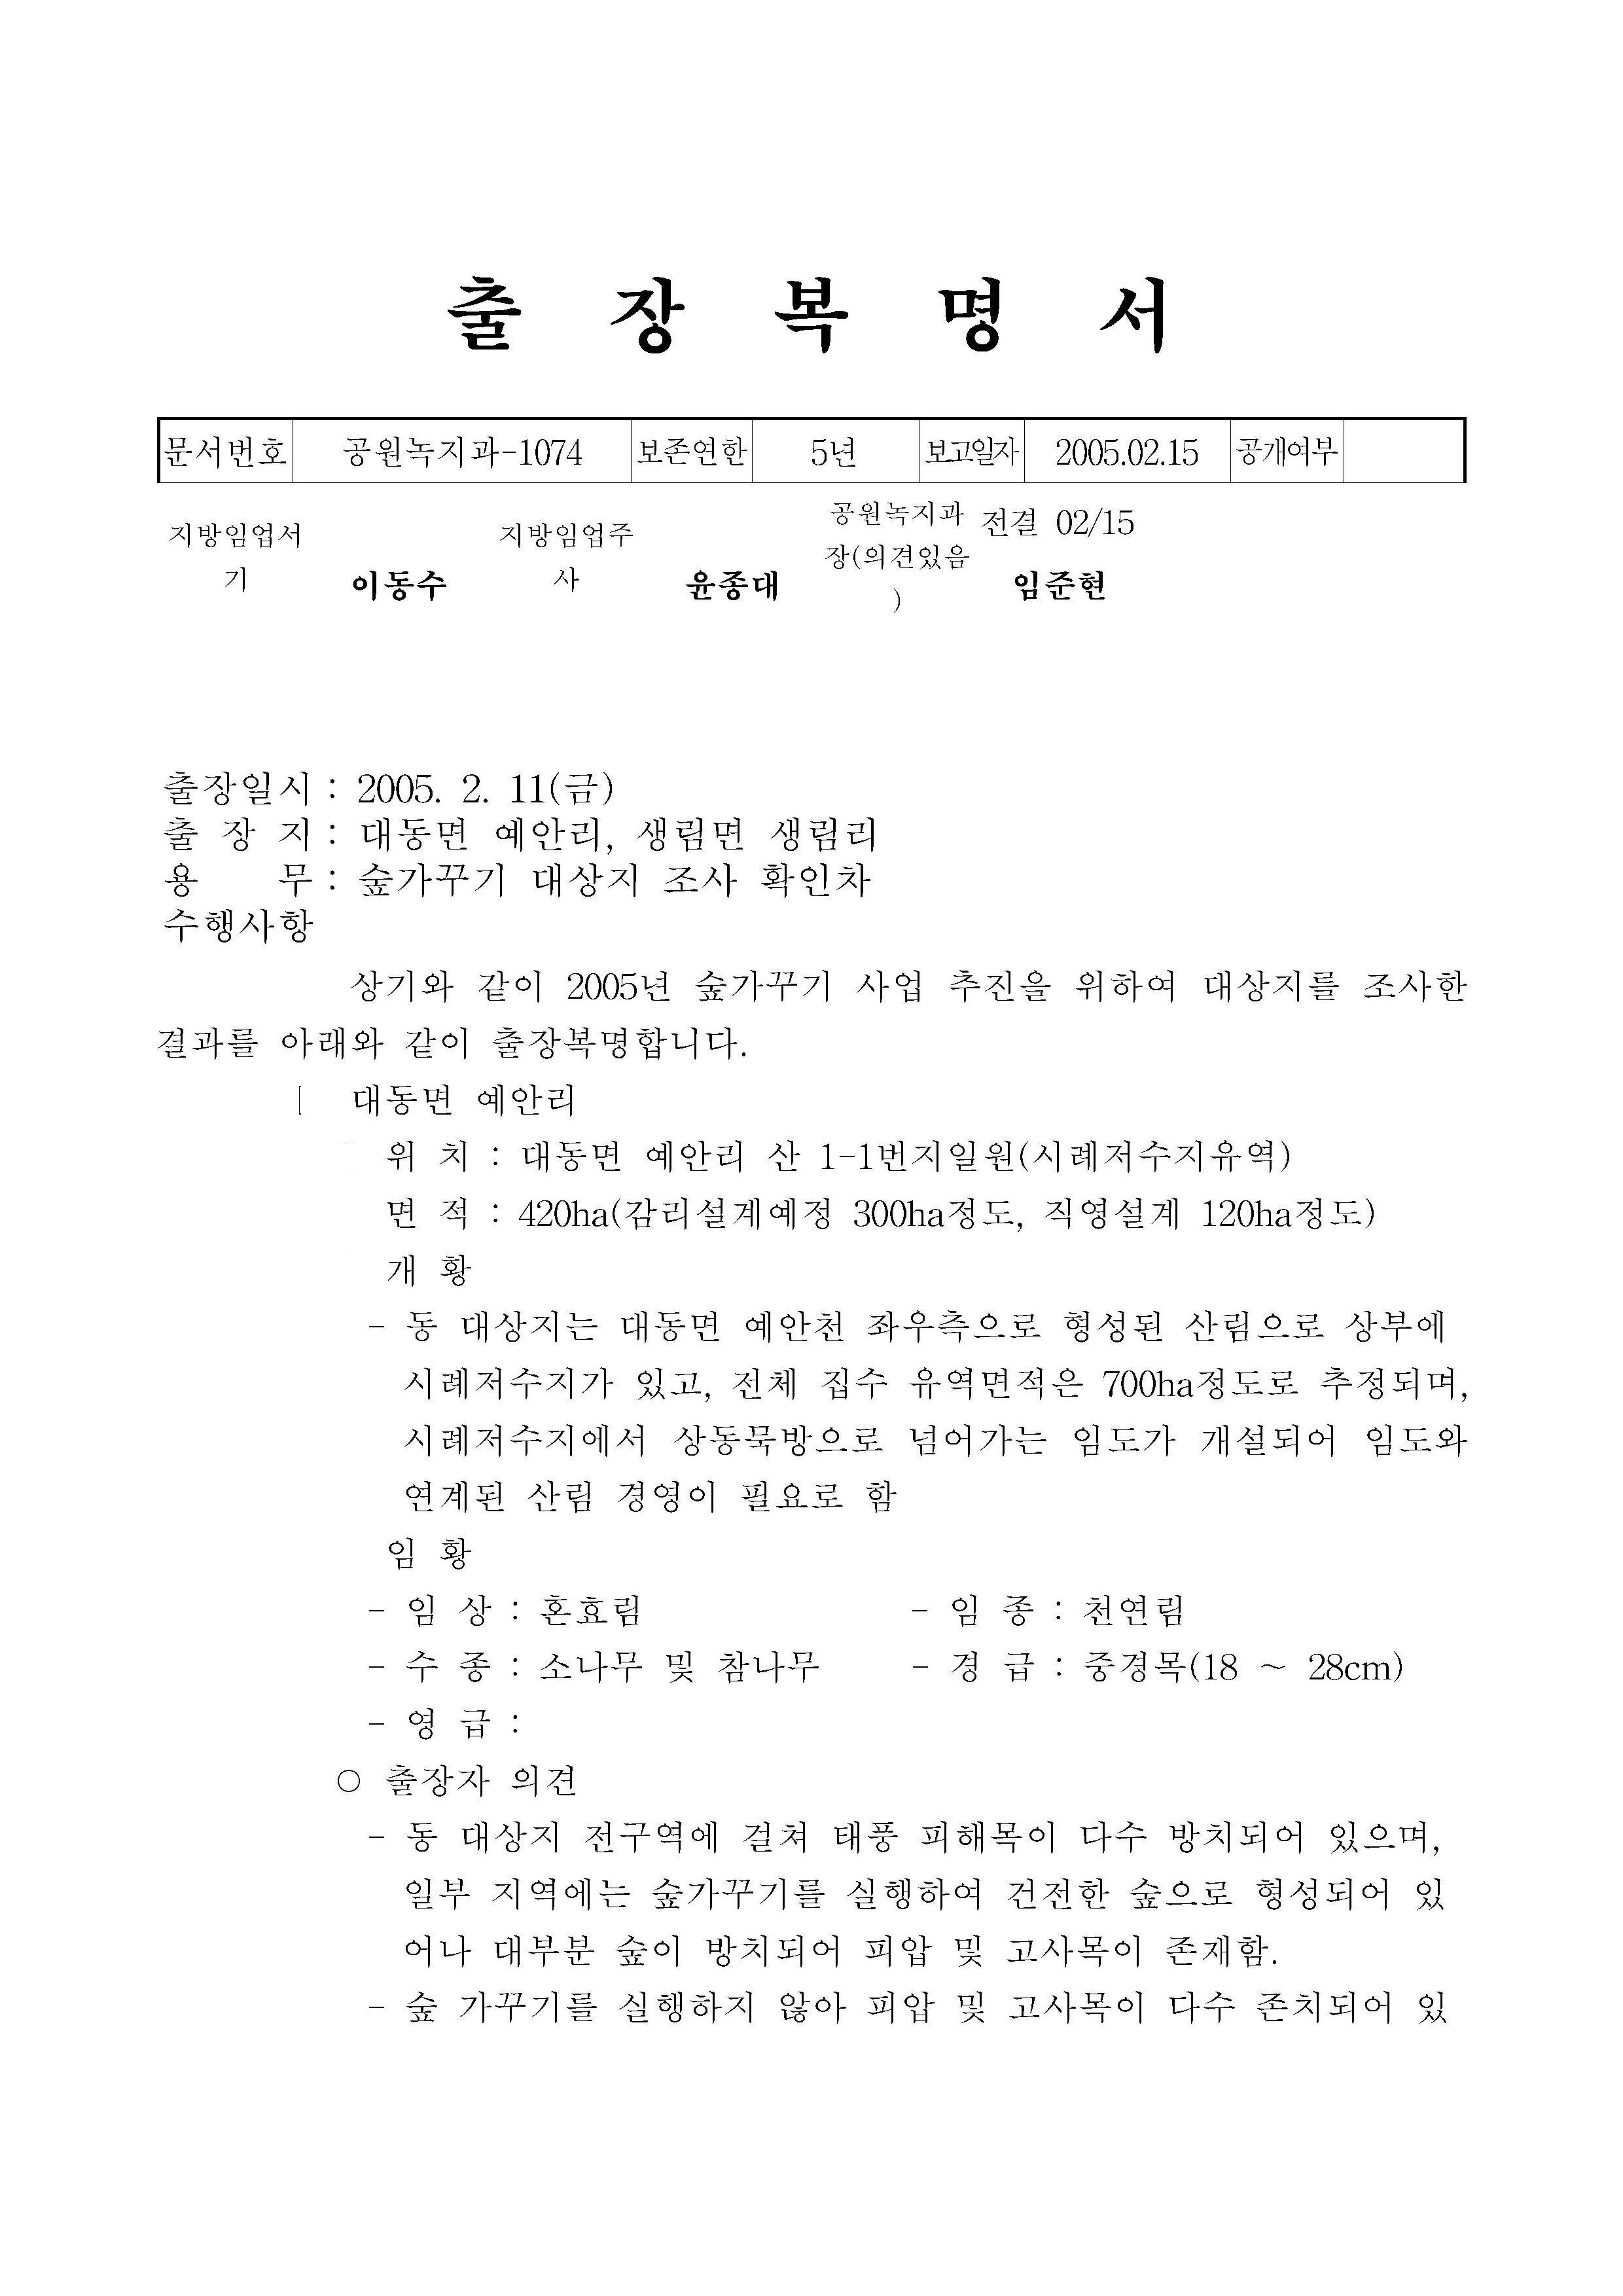 출 장 복 명 서
문서번호 공원녹지과-1074 보존연한 5년 보고일자 2005.02.15 공개여부
지방임업서기 이동수 지방임업주사 윤종대 공원녹지과장(의견있음) 전결 02/15 임준현
출장일시 : 2005. 2. 11(금)
출 장 지 : 대동면 예안리, 생림면 생림리
용 무 : 숲가꾸기 대상지 조사 확인차
수행사항
상기와 같이 2005년 숲가꾸기 사업 추진을 위하여 대상지를 조사한
결과를 아래와 같이 출장복명합니다.
[ 대동면 예안리
위 치 : 대동면 예안리 산 1-1번지일원(시례저수지유역)
면 적 : 420ha(감리설계예정 300ha정도, 직영설계 120ha정도)
개 황
- 동 대상지는 대동면 예안천 좌우측으로 형성된 산림으로 상부에
시례저수지가 있고, 전체 집수 유역면적은 700ha정도로 추정되며,
시례저수지에서 상동묵방으로 넘어가는 임도가 개설되어 임도와
연계된 산림 경영이 필요로 함
임 황
- 임 상 : 혼효림 - 임 종 : 천연림
- 수 종 : 소나무 및 참나무 - 경 급 : 중경목(18 ~ 28cm)
- 영 급 :
○ 출장자 의견
- 동 대상지 전구역에 걸쳐 태풍 피해목이 다수 방치되어 있으며,
일부 지역에는 숲가꾸기를 실행하여 건전한 숲으로 형성되어 있
어나 대부분 숲이 방치되어 피압 및 고사목이 존재함.
- 숲 가꾸기를 실행하지 않아 피압 및 고사목이 다수 존치되어 있